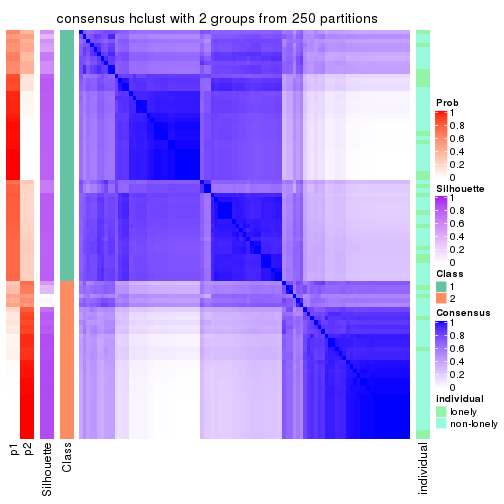 consensus hclust with 2 groups from 250 partitions
Prob
1
0.8
0.6
0.4
0.2
0
Silhouette
1
0.8
0.6
0.4
0.2
0
Class
1
2
Consensus
1
0.8
0.6
0.4
0.2
0
individual
lonely
non-lonely
p1
p2
Silhouette
Class
individual